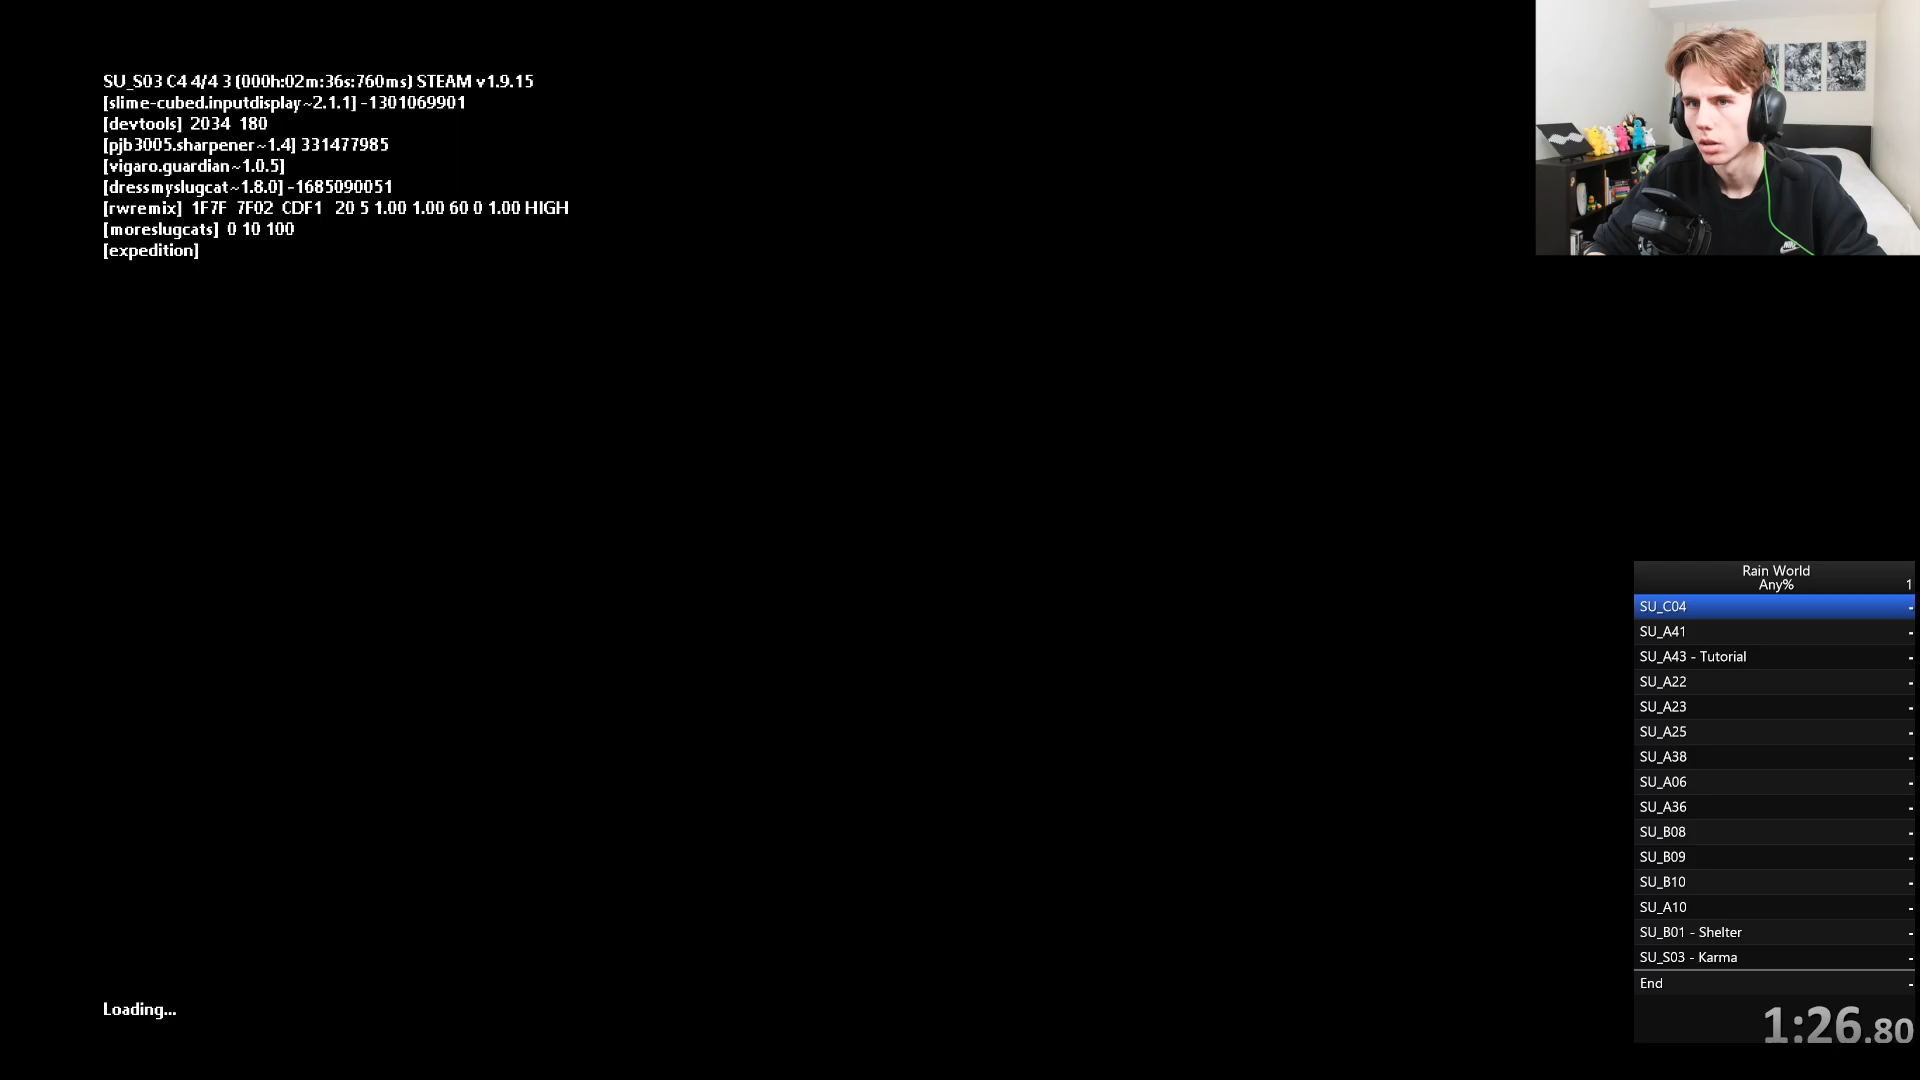 SU_S03 C4 4/4 3 (000h:02m:36s:760ms) STEAM v1.9.15
[slime-cubed.inputdisplay~2.1.1] -1301069901
[devtools] 2034 180
[pjb3005.sharpener~1.4] 331477985
[vigaro.guardian~1.0.5]
[dressmyslugcat~1.8.0] -1685090051
[rwremix] 1F7F 7F02 CDF1 20 5 1.00 1.00 60 0 1.00 HIGH
[moreslugcats] 0 10 100
[expedition]
Loading...
Rain World
Any% 1
SU_C04 -
SU_A41 -
SU_A43 - Tutorial -
SU_A22 -
SU_A23 -
SU_A25 -
SU_A38 -
SU_A06 -
SU_A36 -
SU_B08 -
SU_B09 -
SU_B10 -
SU_A10 -
SU_B01 - Shelter -
SU_S03 - Karma -
End -
1:26.80